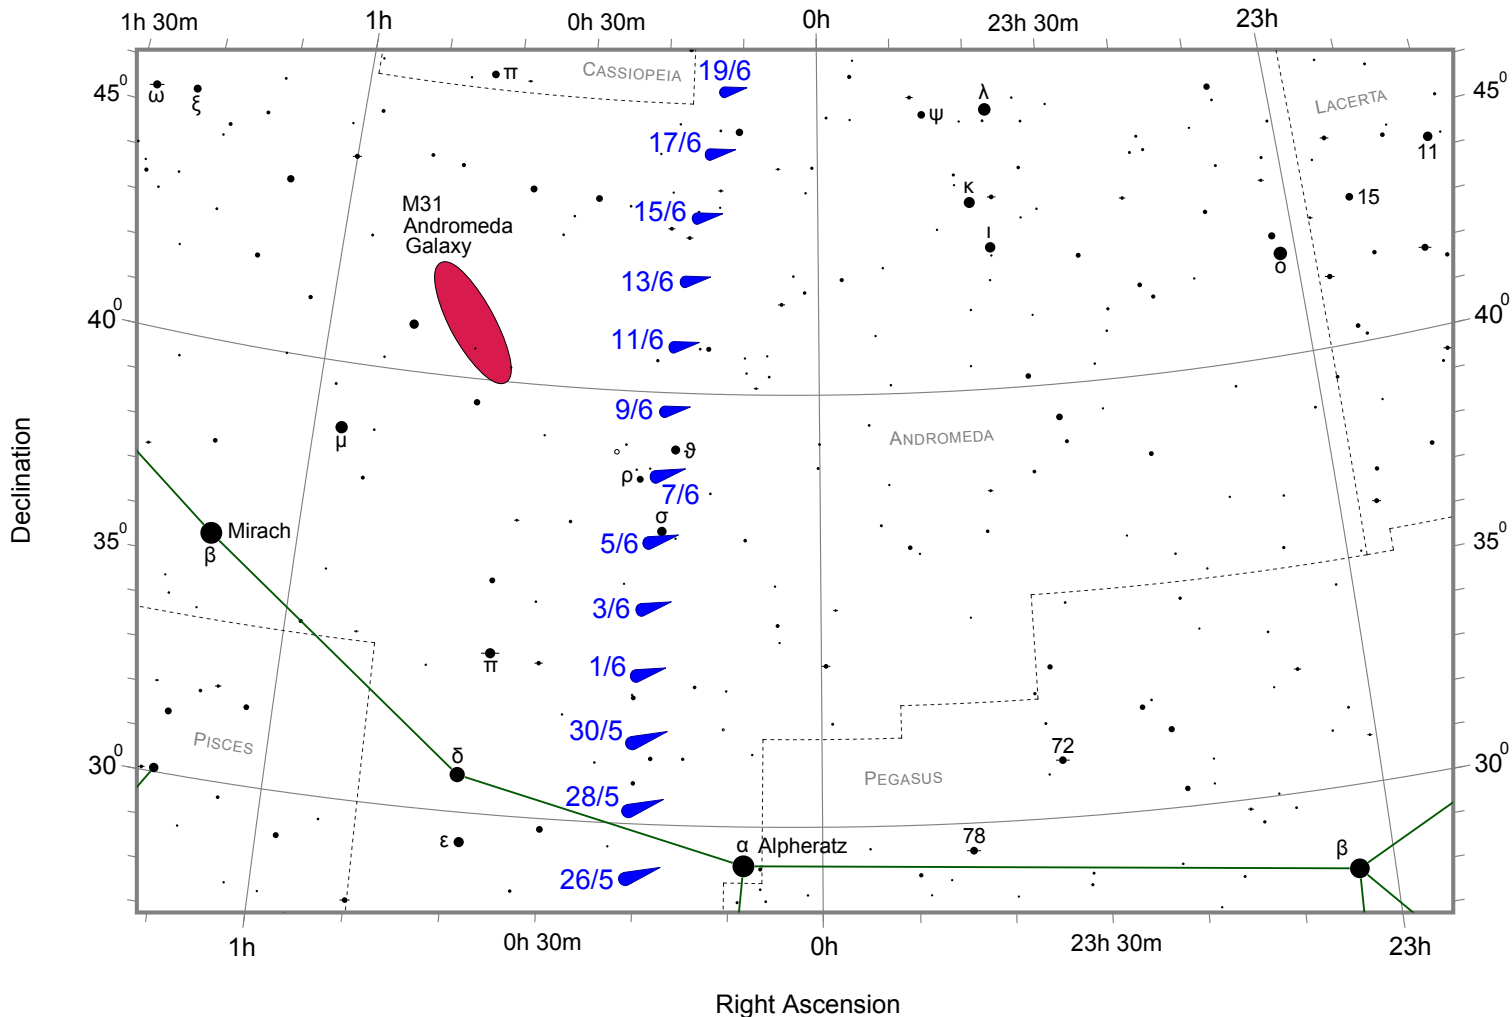 1h 30m
1h
0h 30m
0h
23h 30m
23h
CASSIOPEIA
LACERTA
ANDROMEDA
PISCES
PEGASUS
45⁰
40⁰
35⁰
30⁰
45⁰
40⁰
35⁰
30⁰
ω
ξ
π
19/6
λ
ψ
11
17/6
κ
15
M31
Andromeda
Galaxy
15/6
ι
ο
13/6
11/6
9/6
μ
ϑ
ρ
7/6
σ
5/6
Mirach
β
3/6
π
1/6
30/5
δ
72
28/5
ε
α Alpheratz
78
β
26/5
1h
0h 30m
0h
23h 30m
23h
Declination
Right Ascension